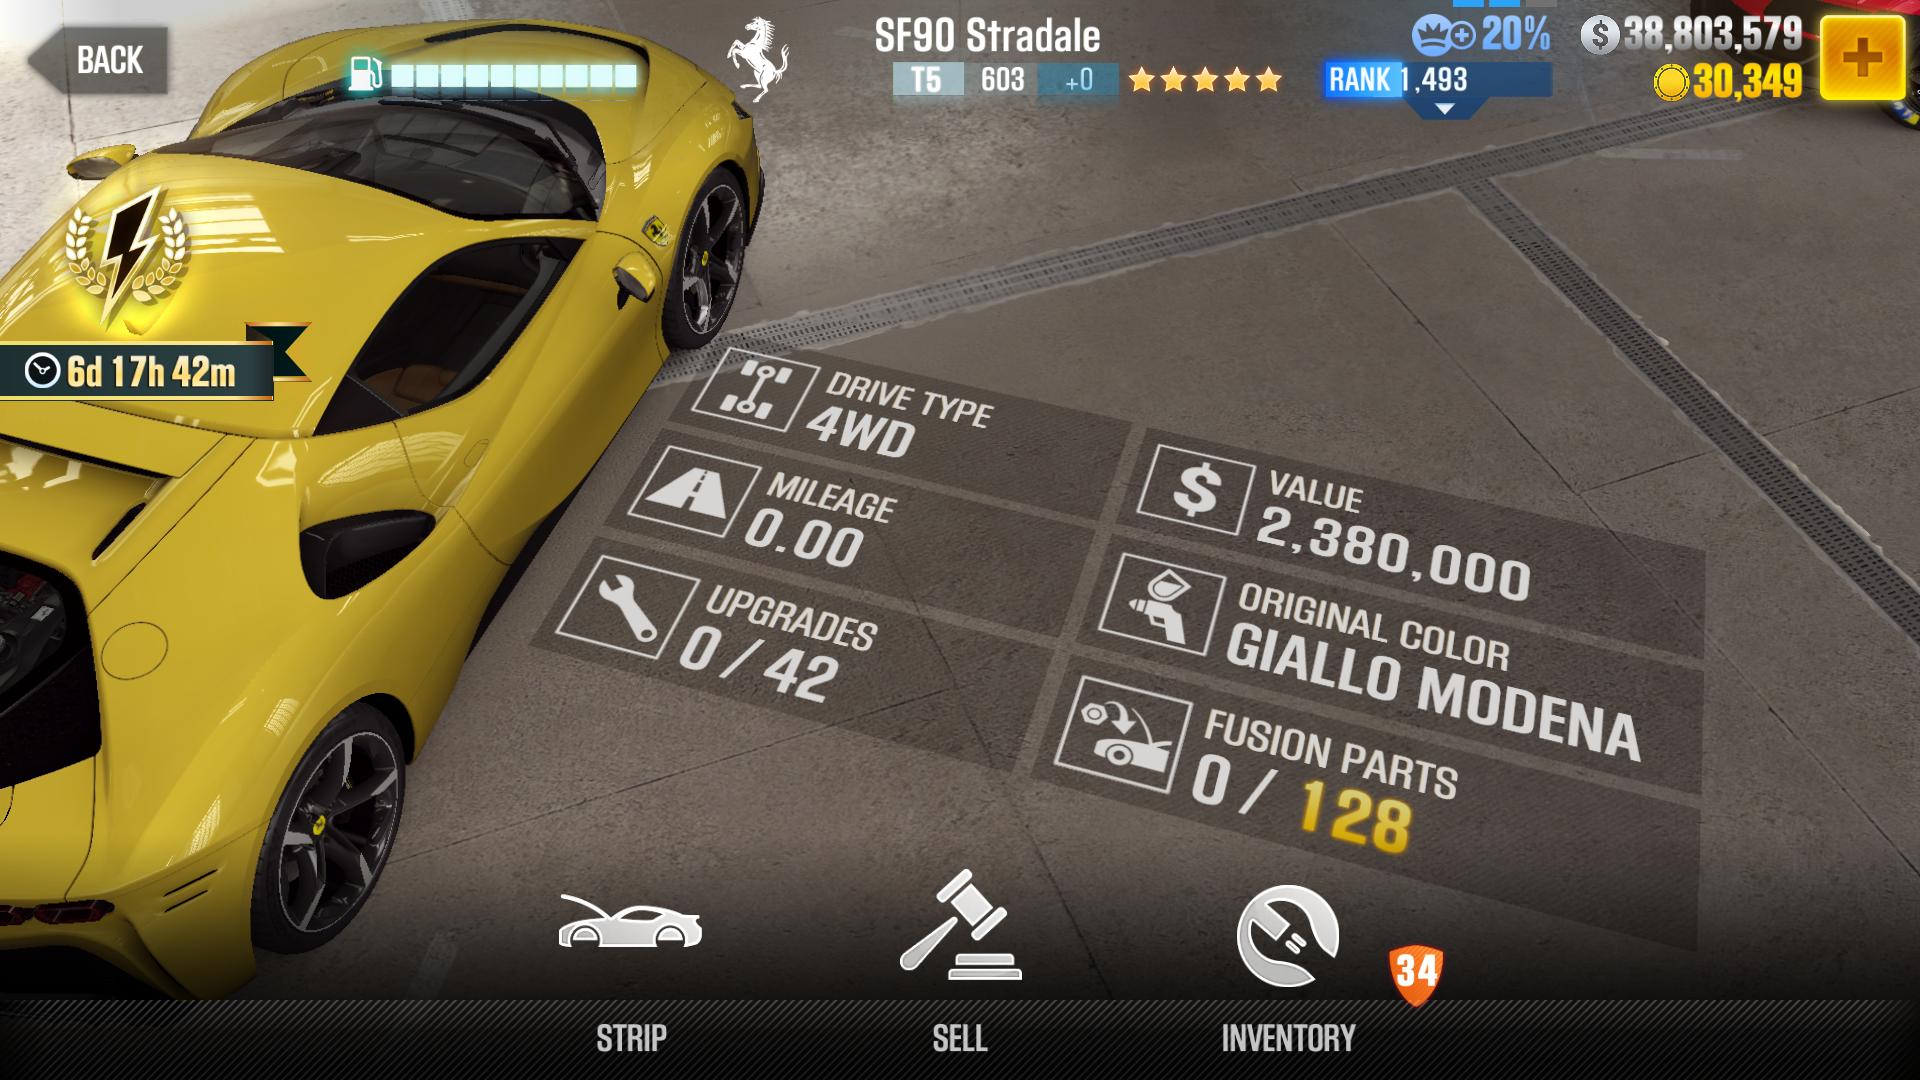 BACK
SF90 Stradale
T5 603 +0
20%
RANK 1,493
38,803,579
30,349
6d 17h 42m
DRIVE TYPE
4WD
MILEAGE
0.00
UPGRADES
0/42
VALUE
2,380,000
ORIGINAL COLOR
GIALLO MODENA
FUSION PARTS
0/128
34
STRIP
SELL
INVENTORY